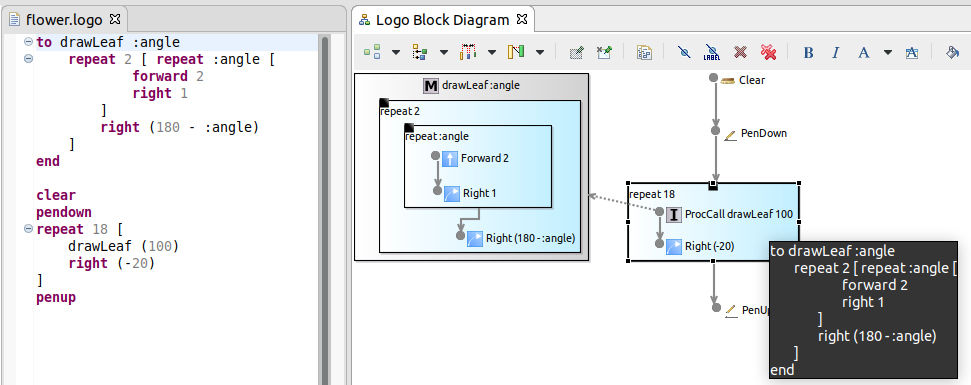 flower.logo
to drawLeaf :angle
repeat 2 [ repeat :angle [
forward 2
right 1
]
right (180 - :angle)
]
end
clear
pendown
repeat 18 [
drawLeaf (100)
right (-20)
]
penup
Logo Block Diagram
LABEL
B I A A
M drawLeaf :angle
repeat 2
repeat :angle
Forward 2
Right 1
Right (180 - :angle)
Clear
PenDown
repeat 18
I ProcCall drawLeaf 100
Right (-20)
PenUp
to drawLeaf :angle
repeat 2 [ repeat :angle [
forward 2
right 1
]
right (180 - :angle)
]
end